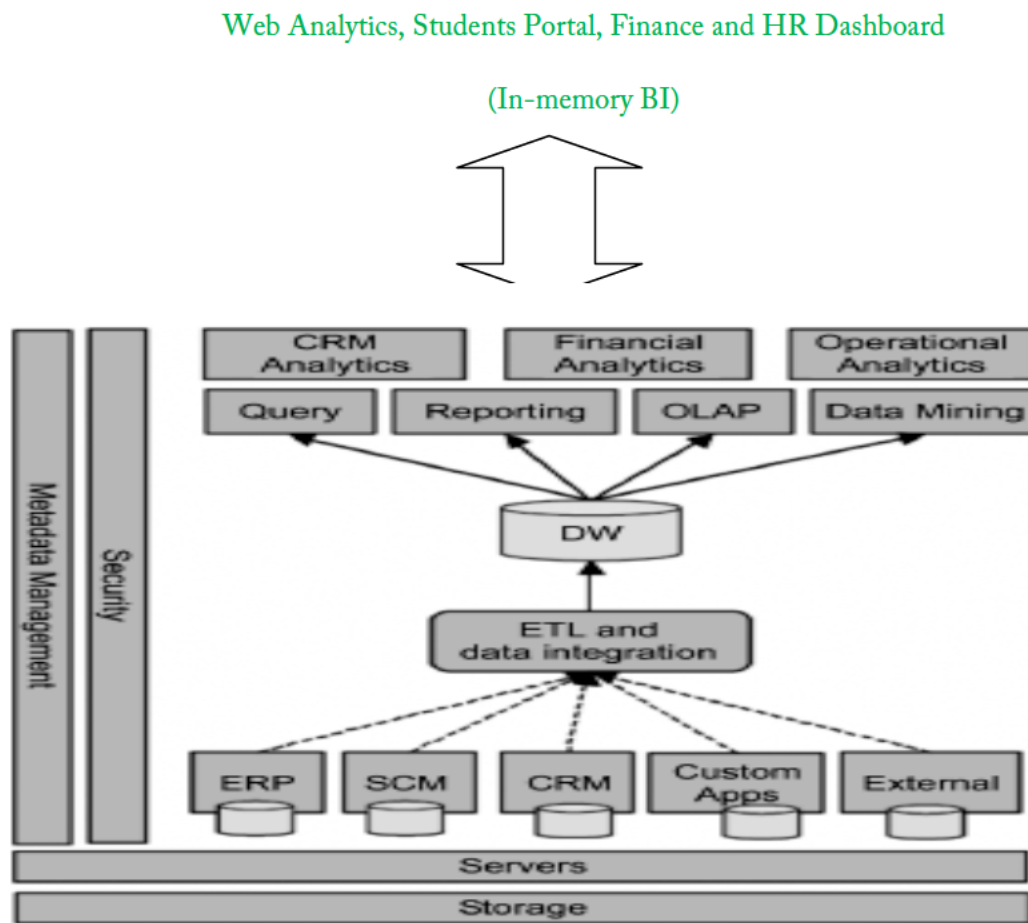 Web Analytics, Students Portal, Finance and HR Dashboard
(In-memory BI)
CRM
Analytics
Financial
Analytics
Operational
Analytics
Query
Reporting
OLAP
Data Mining
Metadata Management
Security
DW
ETL and
data integration
ERP
SCM
CRM
Custom
Apps
External
Servers
Storage